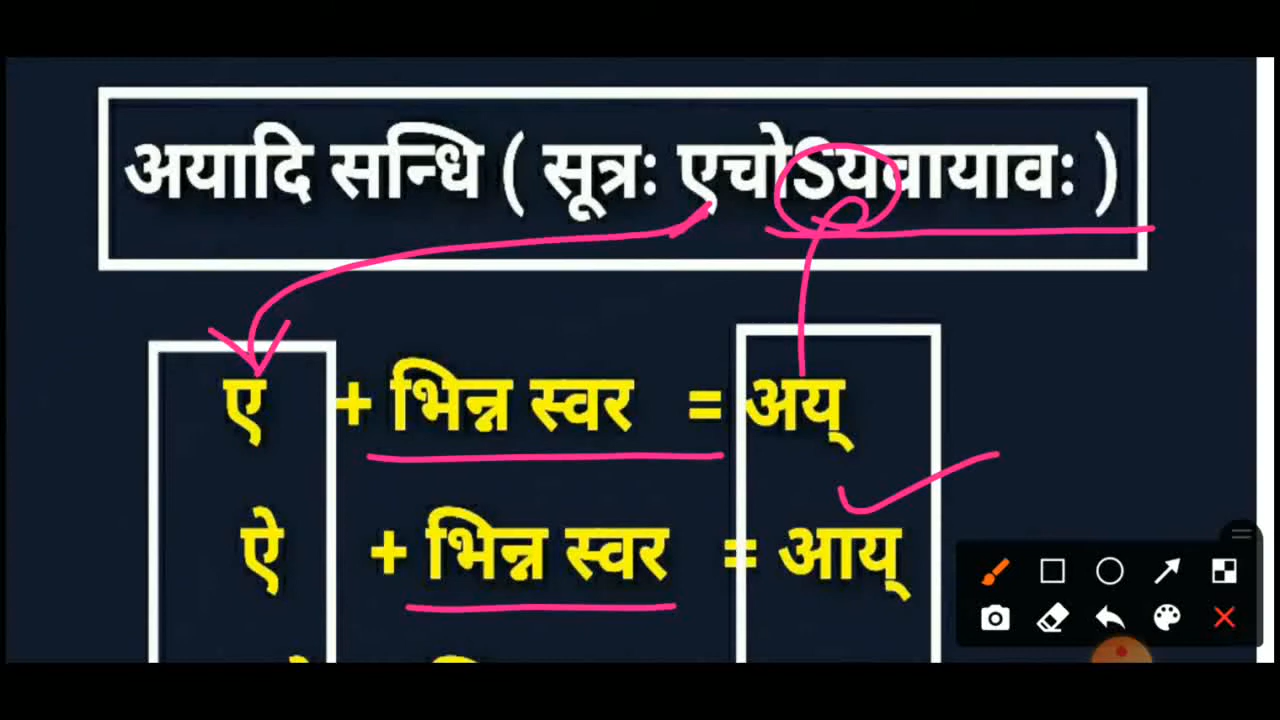 अयादि सन्धि ( सूत्रः एचोऽयवायावः )
ए + भिन्न स्वर = अय्
ऐ + भिन्न स्वर = आय्